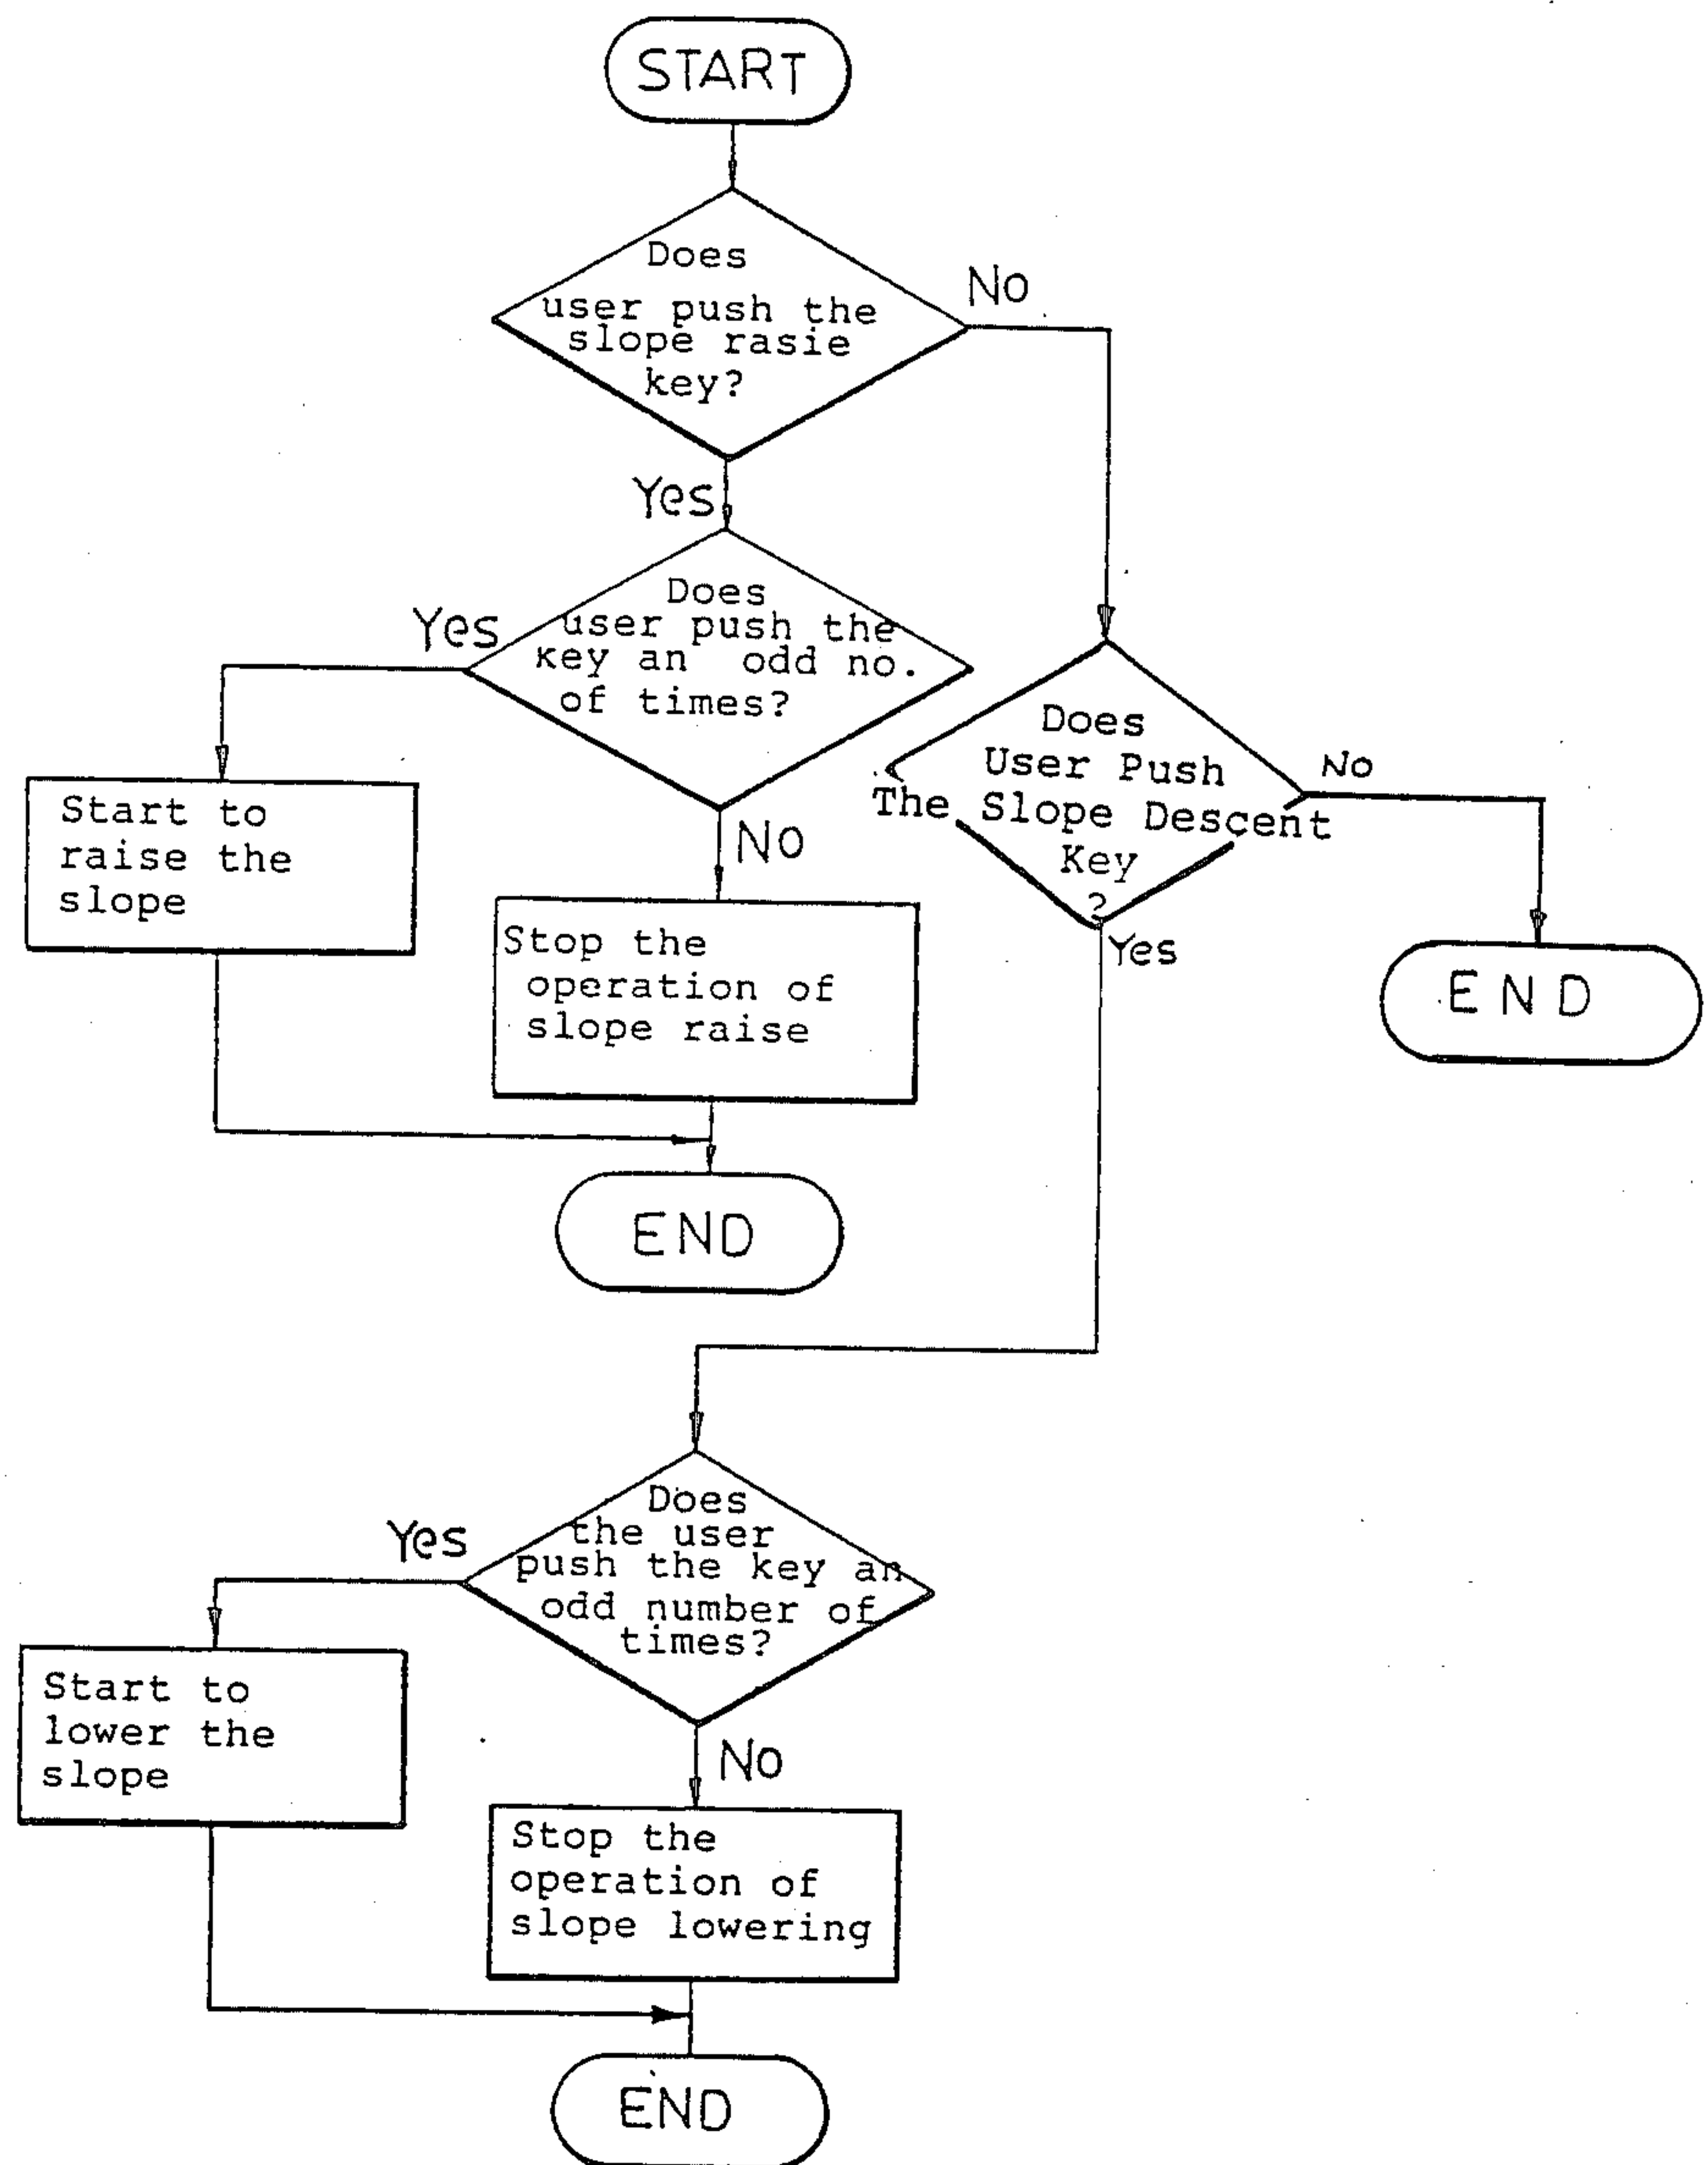 START
Does
user push the
slope rasie
key?
No
Yes
Does
user push the
key an odd no.
of times?
Yes
No
Start to
raise the
slope
Stop the
operation of
slope raise
END
Does
User Push
The Slope Descent
Key
?
No
Yes
END
Does
the user
push the key an
odd number of
times?
Yes
No
Start to
lower the
slope
Stop the
operation of
slope lowering
END